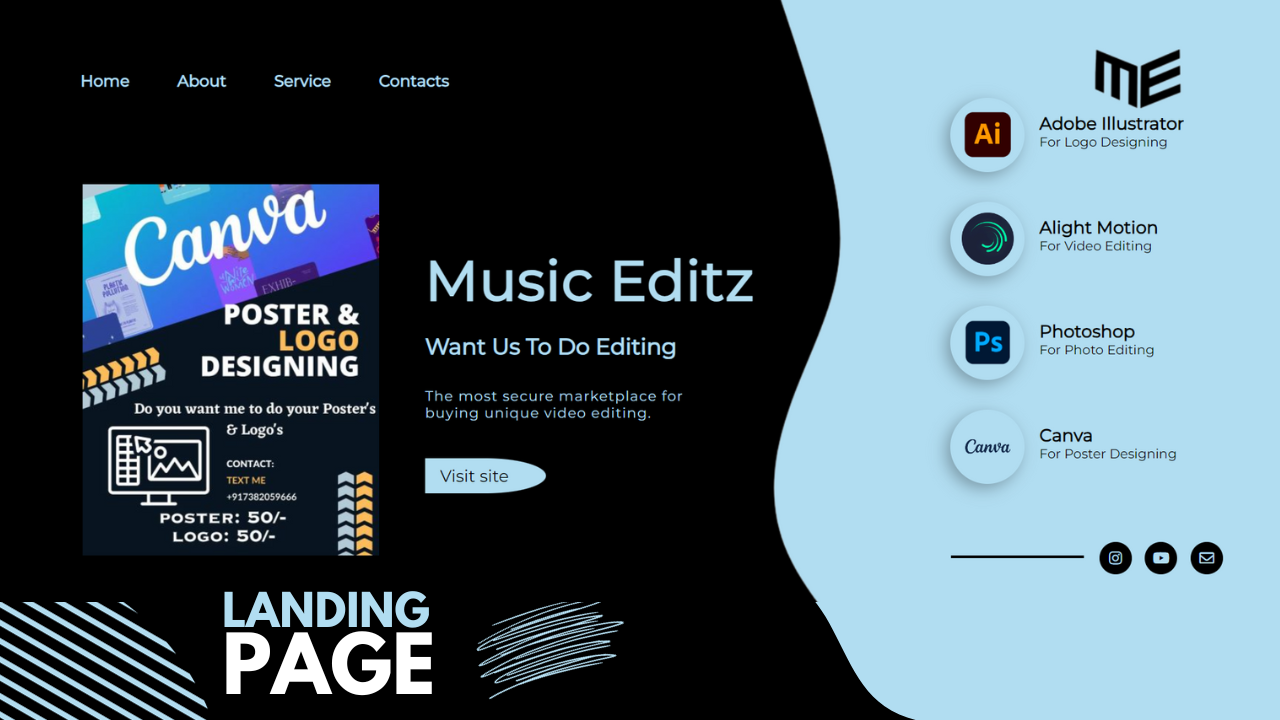 Home About Service Contacts
Canva
PLASTIC
POLLUTION
EXHIB-
POSTER &
LOGO
DESIGNING
Do you want me to do your Poster's
& Logo's
CONTACT:
TEXT ME
+917382059666
POSTER: 50/-
LOGO: 50/-
Music Editz
Want Us To Do Editing
The most secure marketplace for
buying unique video editing.
Visit site
ME
Ai
Adobe Illustrator
For Logo Designing
Alight Motion
For Video Editing
Ps
Photoshop
For Photo Editing
Canva
Canva
For Poster Designing
LANDING
PAGE